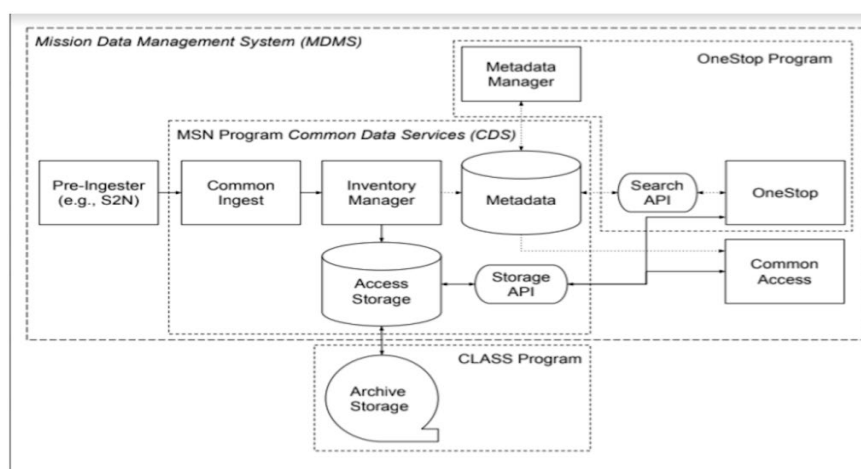 Mission Data Management System (MDMS)
OneStop Program
Metadata
Manager
MSN Program Common Data Services (CDS)
Pre-Ingester
(e.g., S2N)
Common
Ingest
Inventory
Manager
Metadata
Search
API
OneStop
Access
Storage
Storage
API
Common
Access
CLASS Program
Archive
Storage